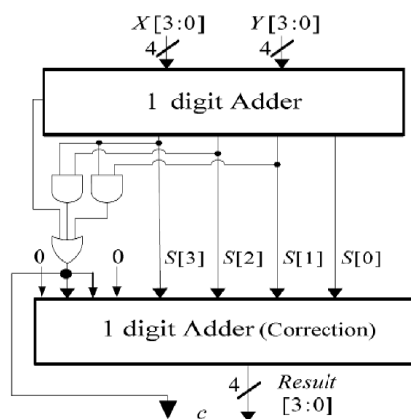 X[3:0] Y[3:0]
4 4
1 digit Adder
0 0 S[3] S[2] S[1] S[0]
1 digit Adder (Correction)
4 Resuit
[3:0]
c